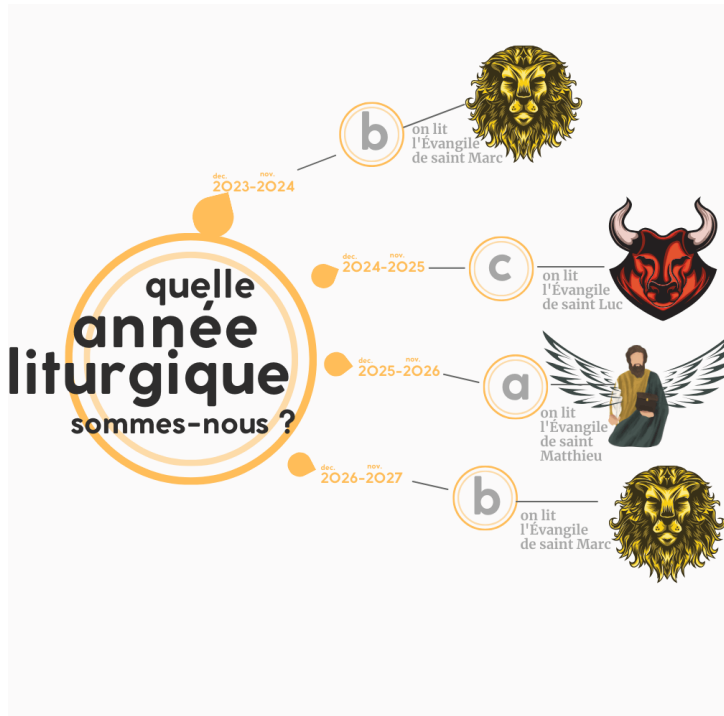 quelle
année
liturgique
sommes-nous ?
dec. nov.
2023-2024
b
on lit
l'Évangile
de saint Marc
dec. nov.
2024-2025
c
on lit
l'Évangile
de saint Luc
dec. nov.
2025-2026
a
on lit
l'Évangile
de saint
Matthieu
dec. nov.
2026-2027
b
on lit
l'Évangile
de saint Marc